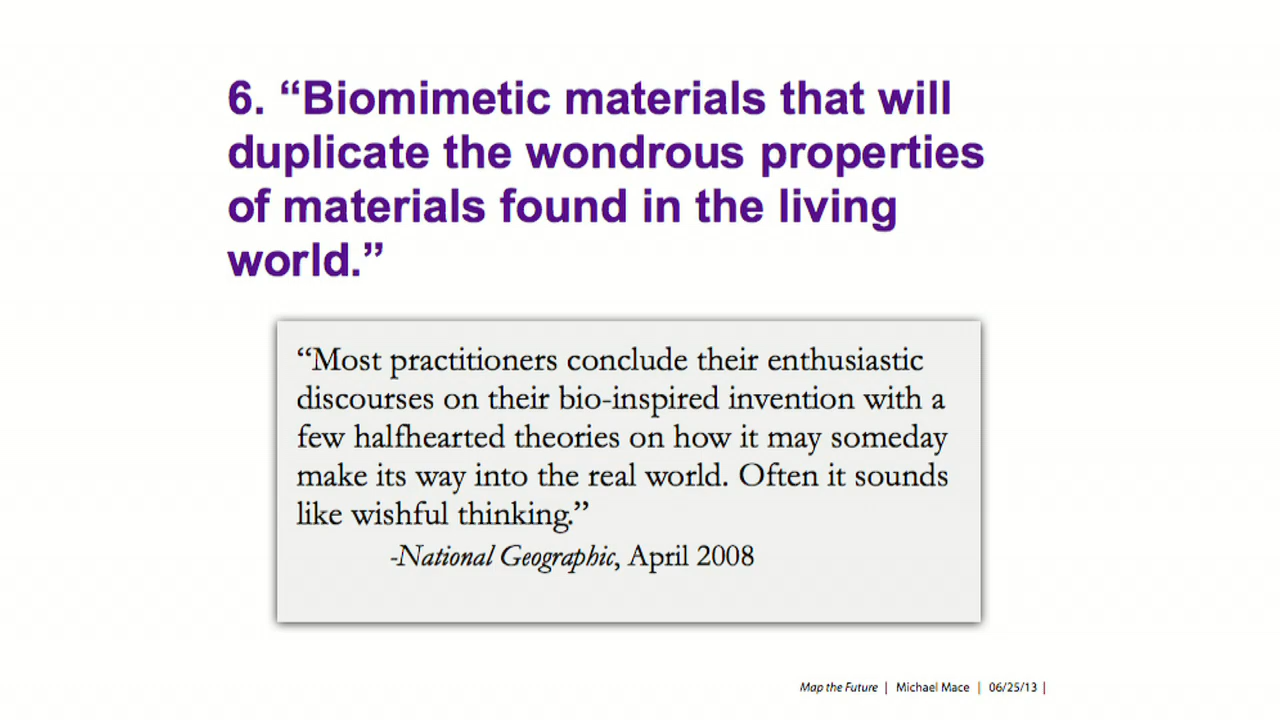 6. “Biomimetic materials that will
duplicate the wondrous properties
of materials found in the living
world.”
“Most practitioners conclude their enthusiastic
discourses on their bio-inspired invention with a
few halfhearted theories on how it may someday
make its way into the real world. Often it sounds
like wishful thinking.”
-National Geographic, April 2008
Map the Future | Michael Mace | 06/25/13 |